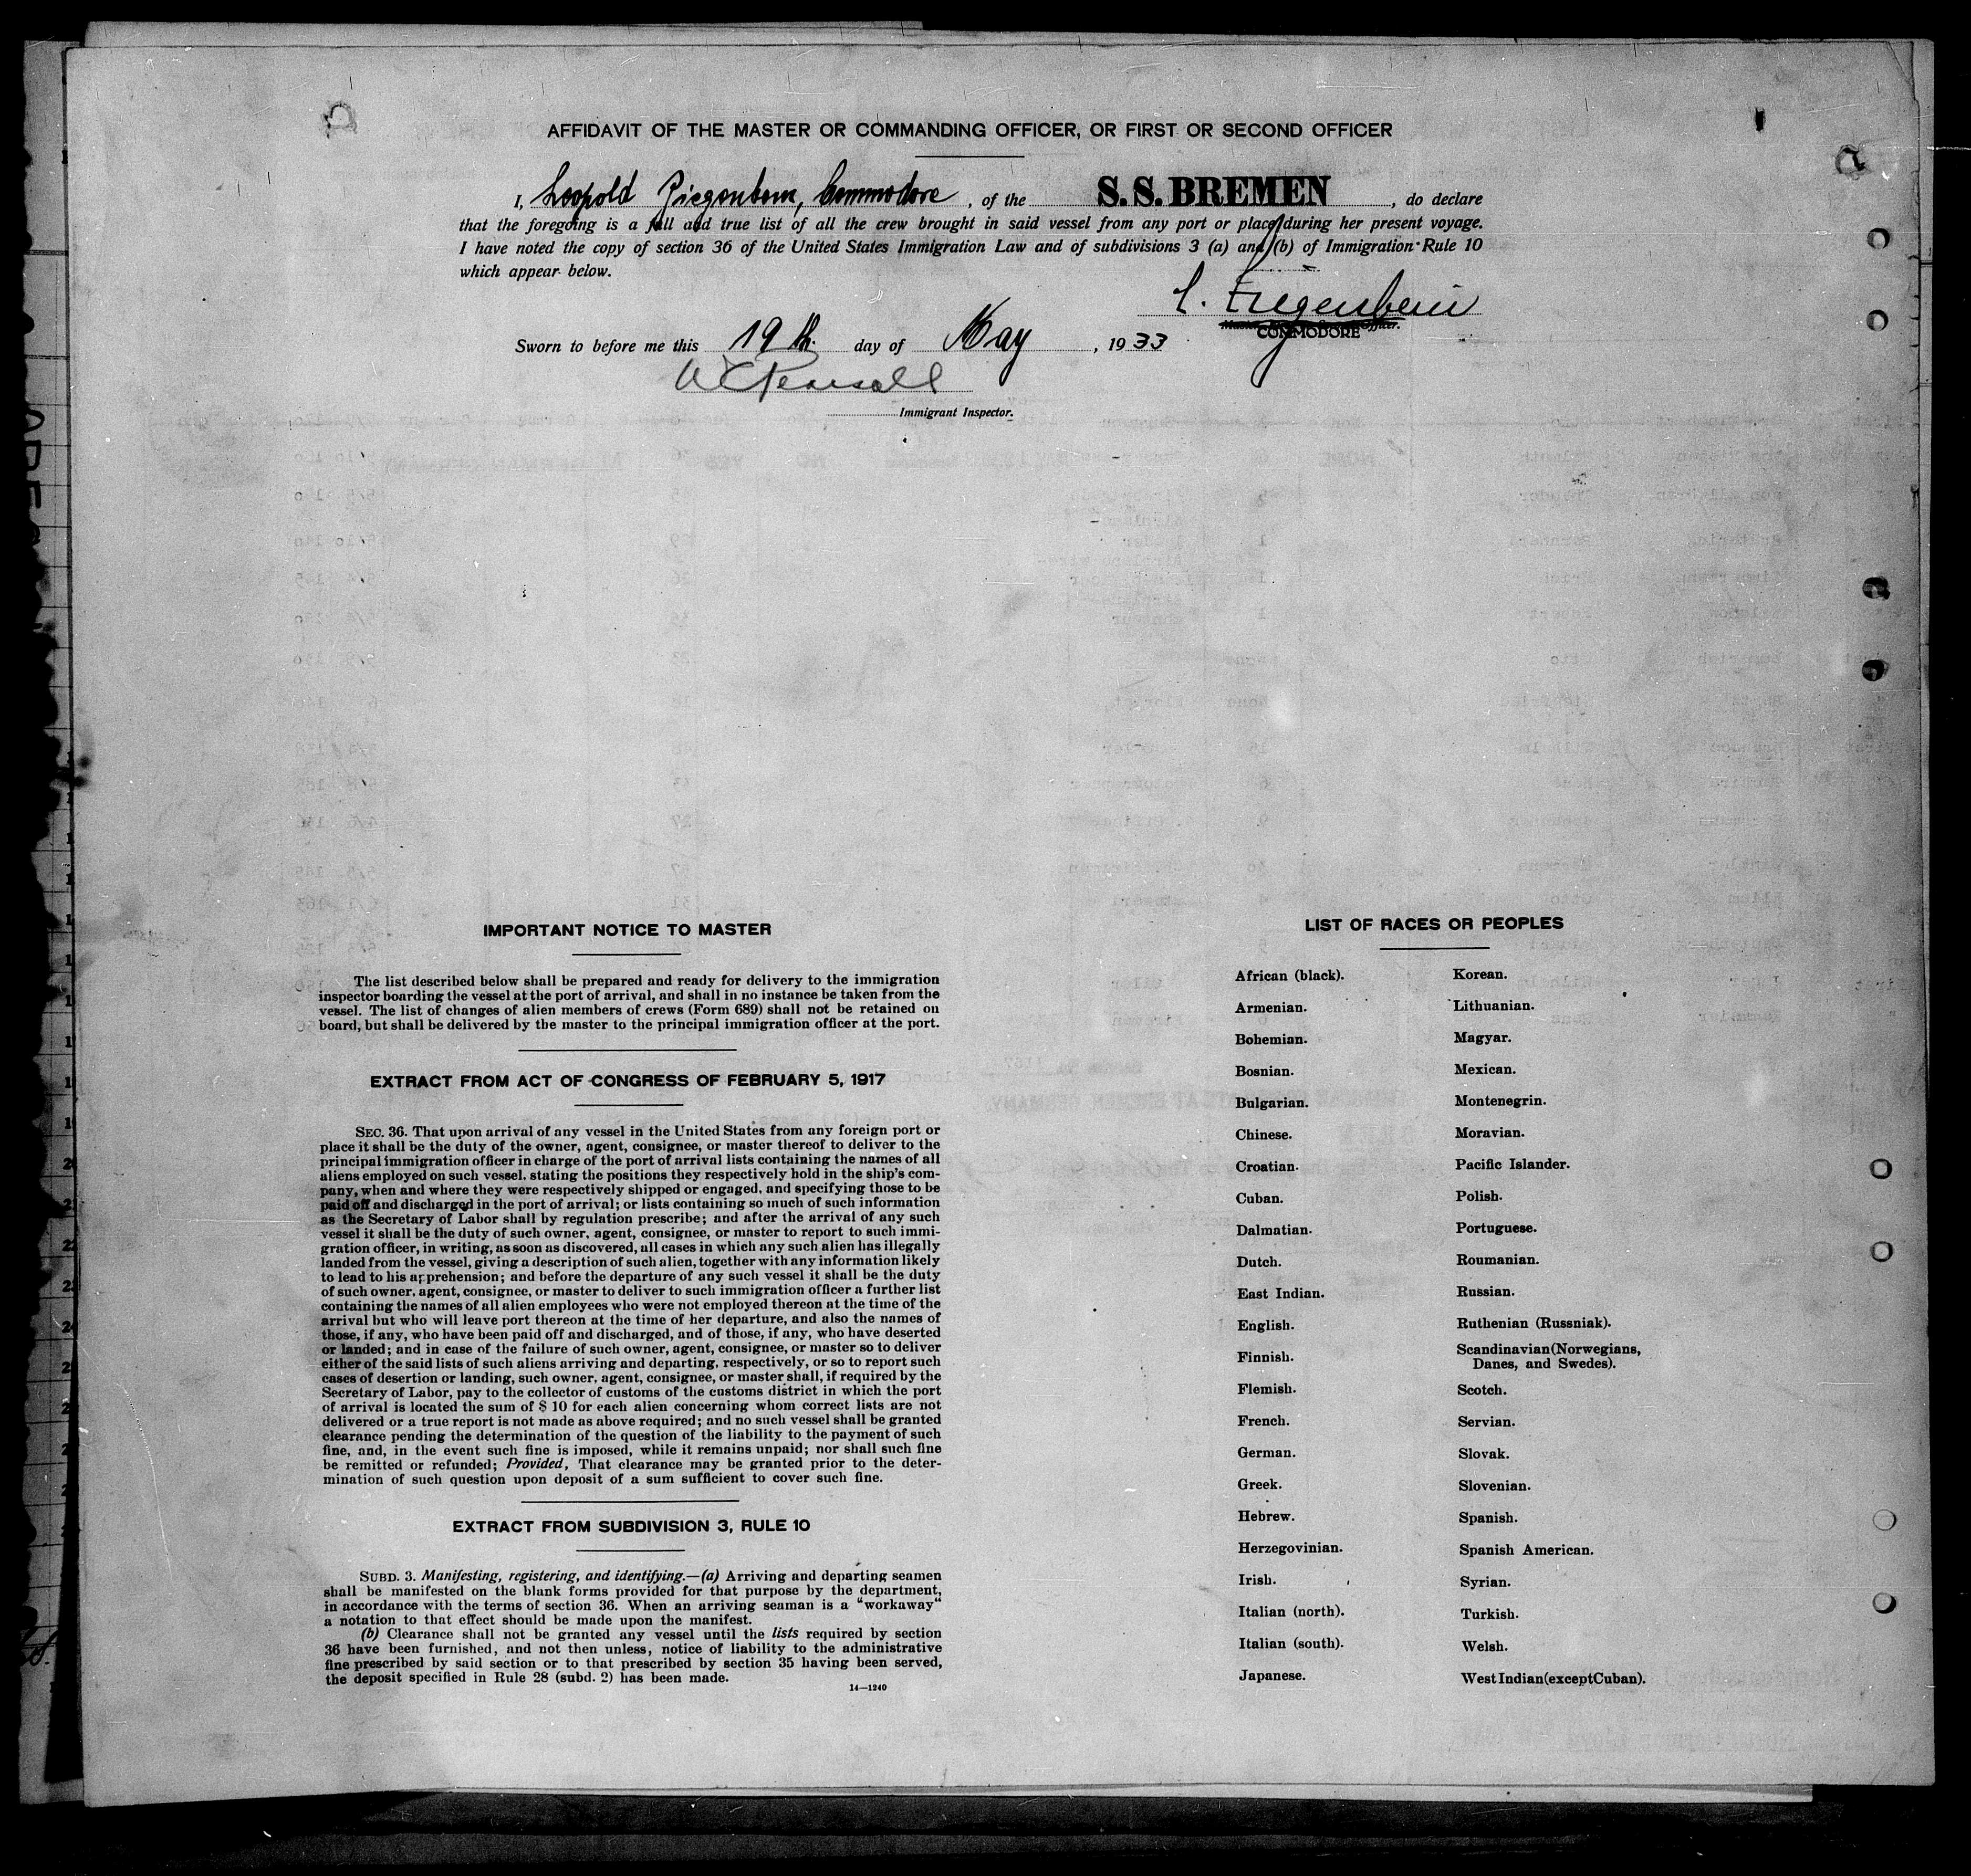 AFFIDAVIT OF THE MASTER OR COMMANDING OFFICER, OR FIRST OR SECOND OFFICER
I, Leopold Ziegenbein, Commodore, of the S.S. BREMEN, do declare
that the foregoing is a full and true list of all the crew brought in said vessel from any port or place during her present voyage.
I have noted the copy of section 36 of the United States Immigration Law and of subdivisions 3 (a) and (b) of Immigration Rule 10
which appear below.
L. Ziegenbein
COMMODORE
Sworn to before me this 19th day of May, 1933
Immigrant Inspector.
IMPORTANT NOTICE TO MASTER
The list described below shall be prepared and ready for delivery to the immigration
inspector boarding the vessel at the port of arrival, and shall in no instance be taken from the
vessel. The list of changes of alien members of crews (Form 689) shall not be retained on
board, but shall be delivered by the master to the principal immigration officer at the port.
EXTRACT FROM ACT OF CONGRESS OF FEBRUARY 5, 1917
SEC. 36. That upon arrival of any vessel in the United States from any foreign port or
place it shall be the duty of the owner, agent, consignee, or master thereof to deliver to the
principal immigration officer in charge of the port of arrival lists containing the names of all
aliens employed on such vessel, stating the positions they respectively hold in the ship's com-
pany, when and where they were respectively shipped or engaged, and specifying those to be
paid off and discharged in the port of arrival; or lists containing so much of such information
as the Secretary of Labor shall by regulation prescribe; and after the arrival of any such
vessel it shall be the duty of such owner, agent, consignee, or master to report to such immi-
gration officer, in writing, as soon as discovered, all cases in which any such alien has illegally
landed from the vessel, giving a description of such alien, together with any information likely
to lead to his apprehension; and before the departure of any such vessel it shall be the duty
of such owner, agent, consignee, or master to deliver to such immigration officer a further list
containing the names of all alien employees who were not employed thereon at the time of the
arrival but who will leave port thereon at the time of her departure, and also the names of
those, if any, who have been paid off and discharged, and of those, if any, who have deserted
or landed; and in case of the failure of such owner, agent, consignee, or master so to deliver
either of the said lists of such aliens arriving and departing, respectively, or so to report such
cases of desertion or landing, such owner, agent, consignee, or master shall, if required by the
Secretary of Labor, pay to the collector of customs of the customs district in which the port
of arrival is located the sum of $ 10 for each alien concerning whom correct lists are not
delivered or a true report is not made as above required; and no such vessel shall be granted
clearance pending the determination of the question of the liability to the payment of such
fine, and, in the event such fine is imposed, while it remains unpaid; nor shall such fine
be remitted or refunded; Provided, That clearance may be granted prior to the deter-
mination of such question upon deposit of a sum sufficient to cover such fine.
EXTRACT FROM SUBDIVISION 3, RULE 10
SUBD. 3. Manifesting, registering, and identifying.—(a) Arriving and departing seamen
shall be manifested on the blank forms provided for that purpose by the department,
in accordance with the terms of section 36. When an arriving seaman is a “workaway“
a notation to that effect should be made upon the manifest.
(b) Clearance shall not be granted any vessel until the lists required by section
36 have been furnished, and not then unless, notice of liability to the administrative
fine prescribed by said section or to that prescribed by section 35 having been served,
the deposit specified in Rule 28 (subd. 2) has been made.
14—1240
LIST OF RACES OR PEOPLES
African (black).
Armenian.
Bohemian.
Bosnian.
Bulgarian.
Chinese.
Croatian.
Cuban.
Dalmatian.
Dutch.
East Indian.
English.
Finnish.
Flemish.
French.
German.
Greek.
Hebrew.
Herzegovinian.
Irish.
Italian (north).
Italian (south).
Japanese.
Korean.
Lithuanian.
Magyar.
Mexican.
Montenegrin.
Moravian.
Pacific Islander.
Polish.
Portuguese.
Roumanian.
Russian.
Ruthenian (Russniak).
Scandinavian (Norwegians,
Danes, and Swedes).
Scotch.
Servian.
Slovak.
Slovenian.
Spanish.
Spanish American.
Syrian.
Turkish.
Welsh.
West Indian (except Cuban).